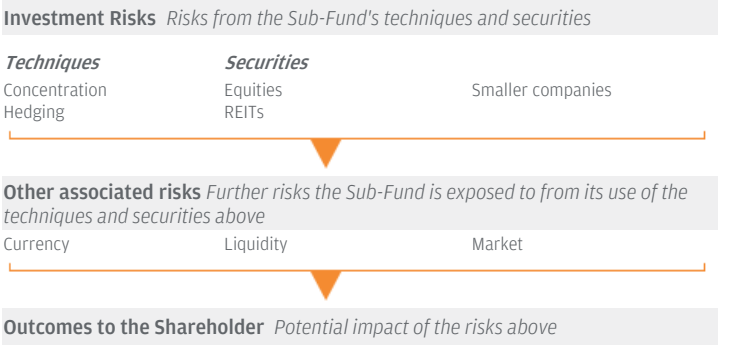 Investment Risks Risks from the Sub-Fund's techniques and securities
Techniques Securities
Concentration Equities Smaller companies
Hedging REITs
Other associated risks Further risks the Sub-Fund is exposed to from its use of the
techniques and securities above
Currency Liquidity Market
Outcomes to the Shareholder Potential impact of the risks above